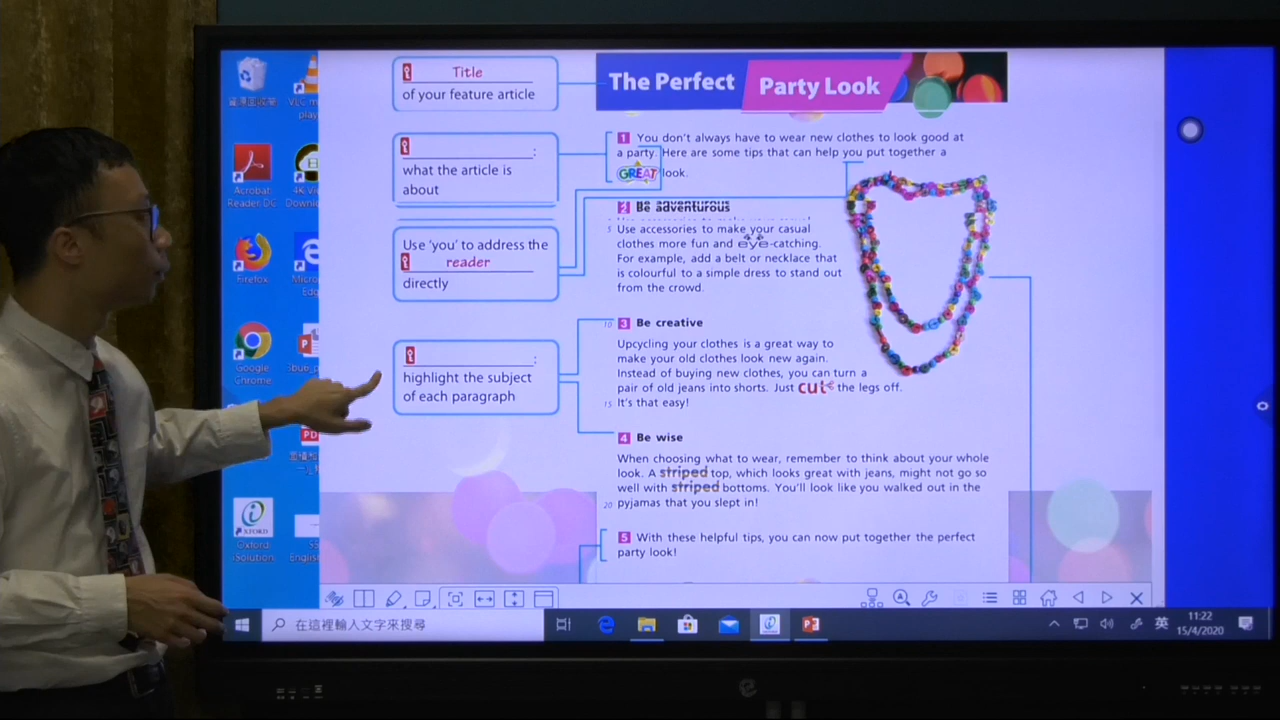 Title
of your feature article
The Perfect
Party Look
:
what the article is
about
Use 'you' to address the
reader
directly
:
highlight the subject
of each paragraph
1 You don't always have to wear new clothes to look good at
a party. Here are some tips that can help you put together a
GREAT look.
2 Be adventurous
5 Use accessories to make your casual
clothes more fun and eye-catching.
For example, add a belt or necklace that
is colourful to a simple dress to stand out
from the crowd.
10 3 Be creative
Upcycling your clothes is a great way to
make your old clothes look new again.
Instead of buying new clothes, you can turn a
pair of old jeans into shorts. Just cut the legs off.
15 It's that easy!
4 Be wise
When choosing what to wear, remember to think about your whole
look. A striped top, which looks great with jeans, might not go so
well with striped bottoms. You'll look like you walked out in the
20 pyjamas that you slept in!
5 With these helpful tips, you can now put together the perfect
party look!
Acrobat
Reader DC
Firefox
Google
Chrome
Oxford
iSolution
在這裡輸入文字來搜尋
英
11:22
15/4/2020